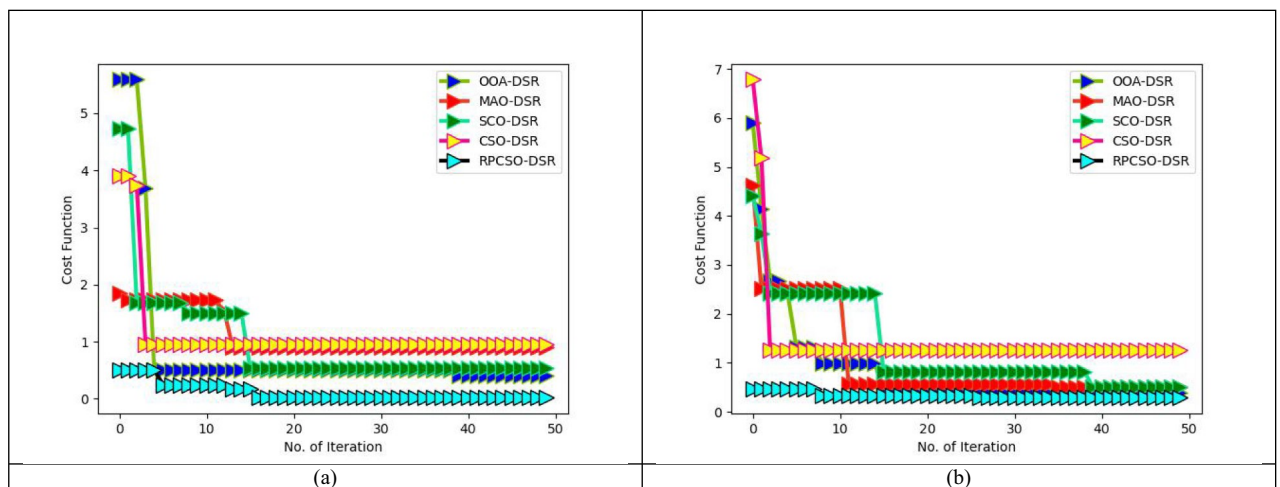 OOA-DSR
MAO-DSR
SCO-DSR
CSO-DSR
RPCSO-DSR
5
4
3
2
1
0
Cost Function
0 10 20 30 40 50
No. of Iteration
(a)
OOA-DSR
MAO-DSR
SCO-DSR
CSO-DSR
RPCSO-DSR
7
6
5
4
3
2
1
0
Cost Function
0 10 20 30 40 50
No. of Iteration
(b)